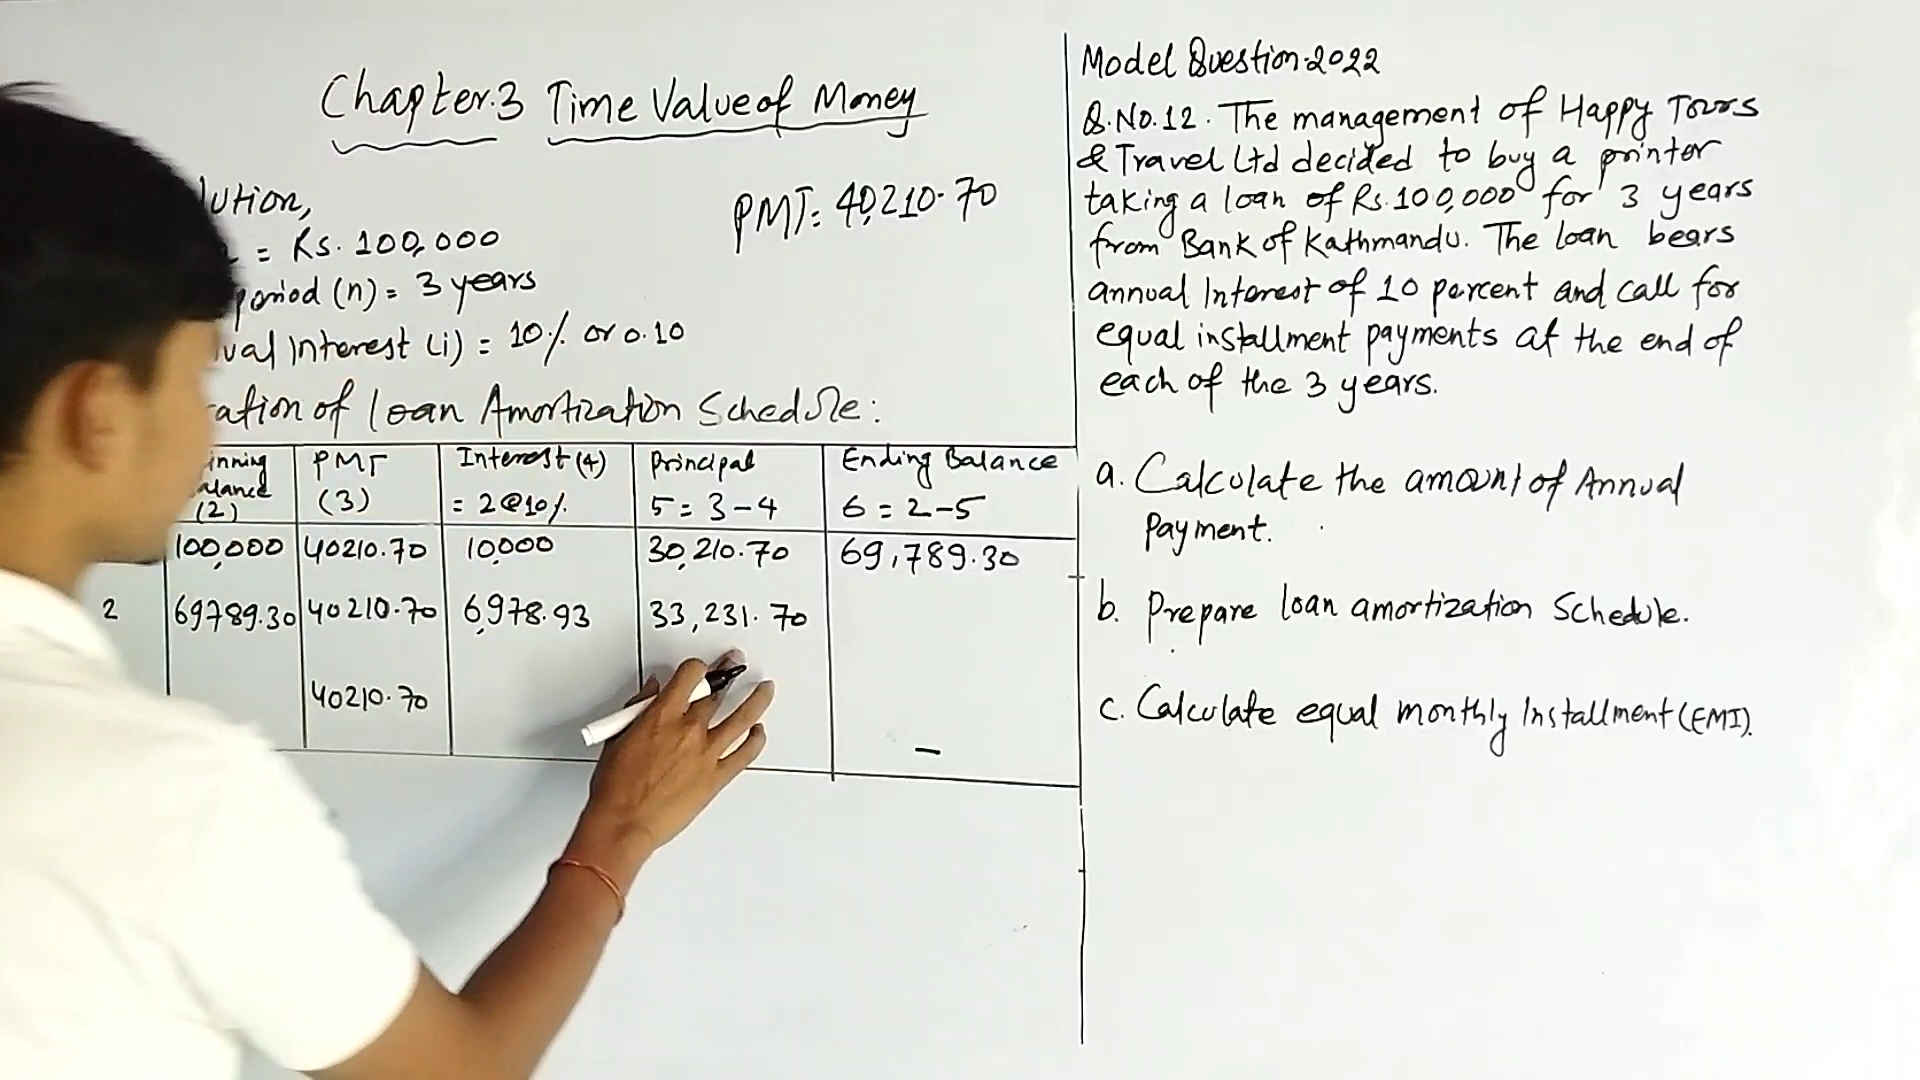 Chapter.3 Time Value of Money
lution,
= Rs. 100,000
period (n) = 3 years
ual Interest (i) = 10% or 0.10
PMT: 40,210.70
ation of loan Amortization Schedule:
inning
alance
(2)
PMT
(3)
Interest (4)
= 2@10%
Principal
5 = 3-4
Ending Balance
6 = 2-5
100,000 40210.70 10,000 30,210.70 69,789.30
2 69789.30 40210.70 6,978.93 33,231.70
40210.70 -
Model Question.2022
Q.No.12. The management of Happy Tours
& Travel Ltd decided to buy a printer
taking a loan of Rs.100,000 for 3 years
from Bank of Kathmandu. The loan bears
annual Interest of 10 percent and call for
equal installment payments at the end of
each of the 3 years.
a. Calculate the amount of Annual
Payment.
b. Prepare loan amortization Schedule.
c. Calculate equal monthly Installment (EMI).